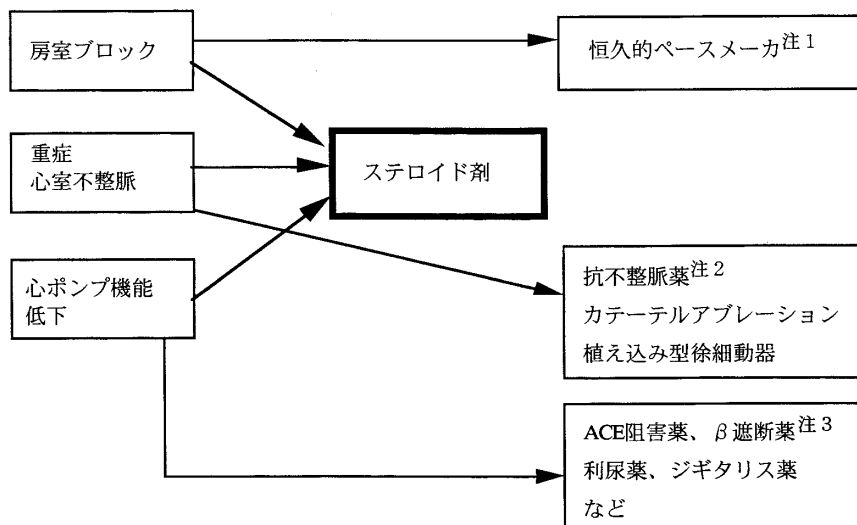 房室ブロック
恒久的ペースメーカ注1
重症
心室不整脈
ステロイド剤
心ポンプ機能
低下
抗不整脈薬注2
カテーテルアブレーション
植え込み型徐細動器
ACE阻害薬、β遮断薬注3
利尿薬、ジギタリス薬
など